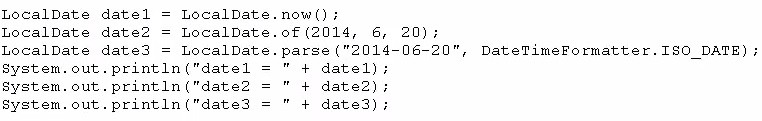 LocalDate date1 = LocalDate.now();
LocalDate date2 = LocalDate.of(2014, 6, 20);
LocalDate date3 = LocalDate.parse("2014-06-20", DateTimeFormatter.ISO_DATE);
System.out.println("date1 = " + date1);
System.out.println("date2 = " + date2);
System.out.println("date3 = " + date3);